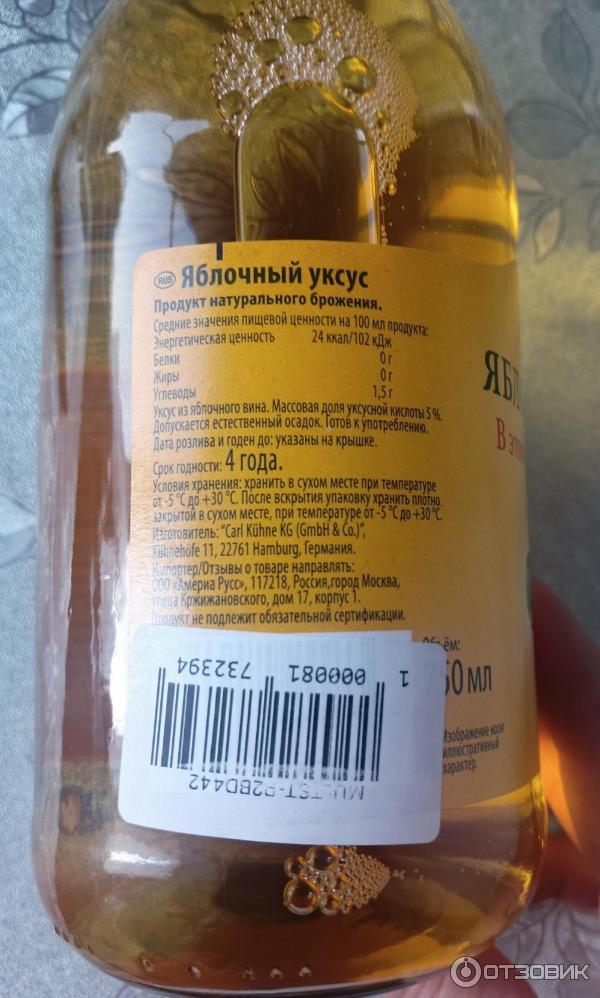 RUS Яблочный уксус
Продукт натурального брожения.
Средние значения пищевой ценности на 100 мл продукта:
Энергетическая ценность 24 ккал/102 кДж
Белки 0 г
Жиры 0 г
Углеводы 1,5 г
Уксус из яблочного вина. Массовая доля уксусной кислоты 5 %.
Допускается естественный осадок. Готов к употреблению.
Дата розлива и годен до: указаны на крышке.
Срок годности: 4 года.
Условия хранения: хранить в сухом месте при температуре
от -5 °С до +30 °С. После вскрытия упаковку хранить плотно
закрытой в сухом месте, при температуре от -5 °С до +30 °С.
Изготовитель: "Carl Kühne KG (GmbH & Co.)",
Kühnehöfe 11, 22761 Hamburg, Германия.
Импортер/Отзывы о товаре направлять:
ООО «Америа Русс», 117218, Россия,город Москва,
улица Кржижановского, дом 17, корпус 1.
Продукт не подлежит обязательной сертификации.
Объём:
50 мл
Изображение носит
иллюстративный
характер.
ЯБЛ
В это
1 000081 732394
MULTST-P2BD442
ОТЗОВИК